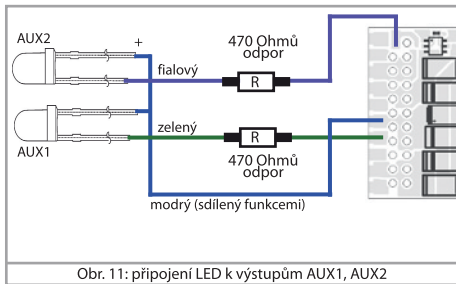 AUX2
+
470 Ohmů
odpor
fialový
R
zelený
R
AUX1
470 Ohmů
odpor
modrý (sdílený funkcemi)
Obr. 11: připojení LED k výstupům AUX1, AUX2